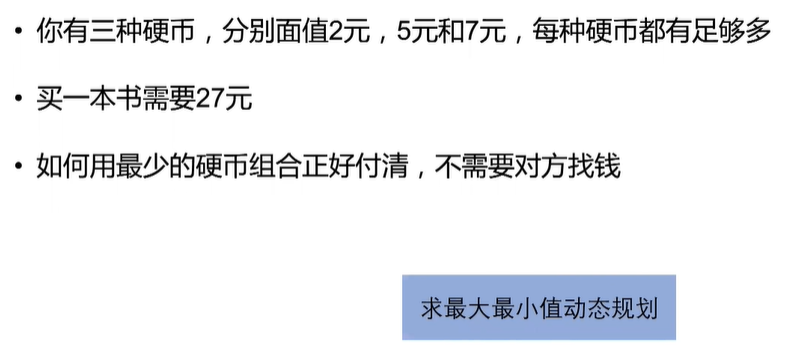 • 你有三种硬币，分别面值2元，5元和7元，每种硬币都有足够多
• 买一本书需要27元
• 如何用最少的硬币组合正好付清，不需要对方找钱
求最大最小值动态规划